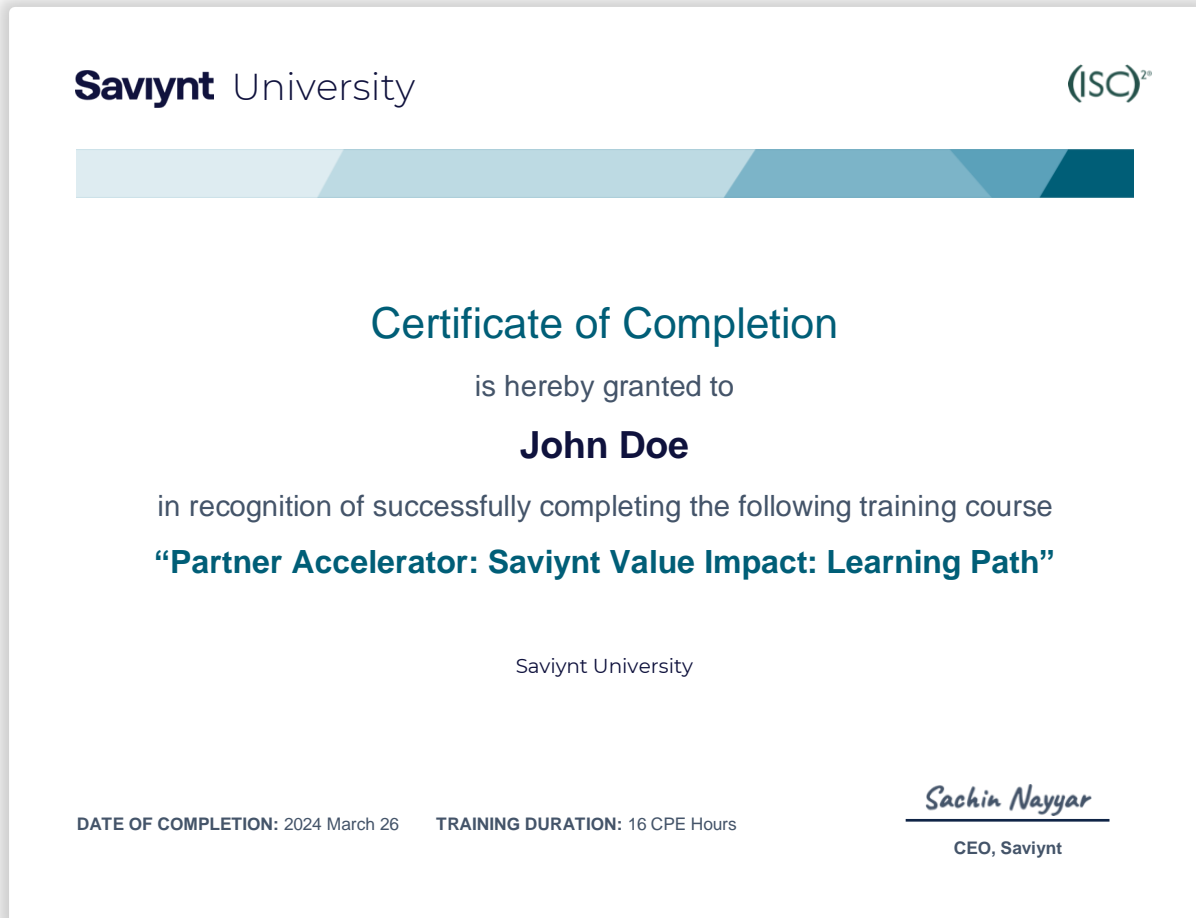 Saviynt University
(ISC)²®
Certificate of Completion
is hereby granted to
John Doe
in recognition of successfully completing the following training course
“Partner Accelerator: Saviynt Value Impact: Learning Path”
Saviynt University
Sachin Nayyar
DATE OF COMPLETION: 2024 March 26 TRAINING DURATION: 16 CPE Hours
CEO, Saviynt